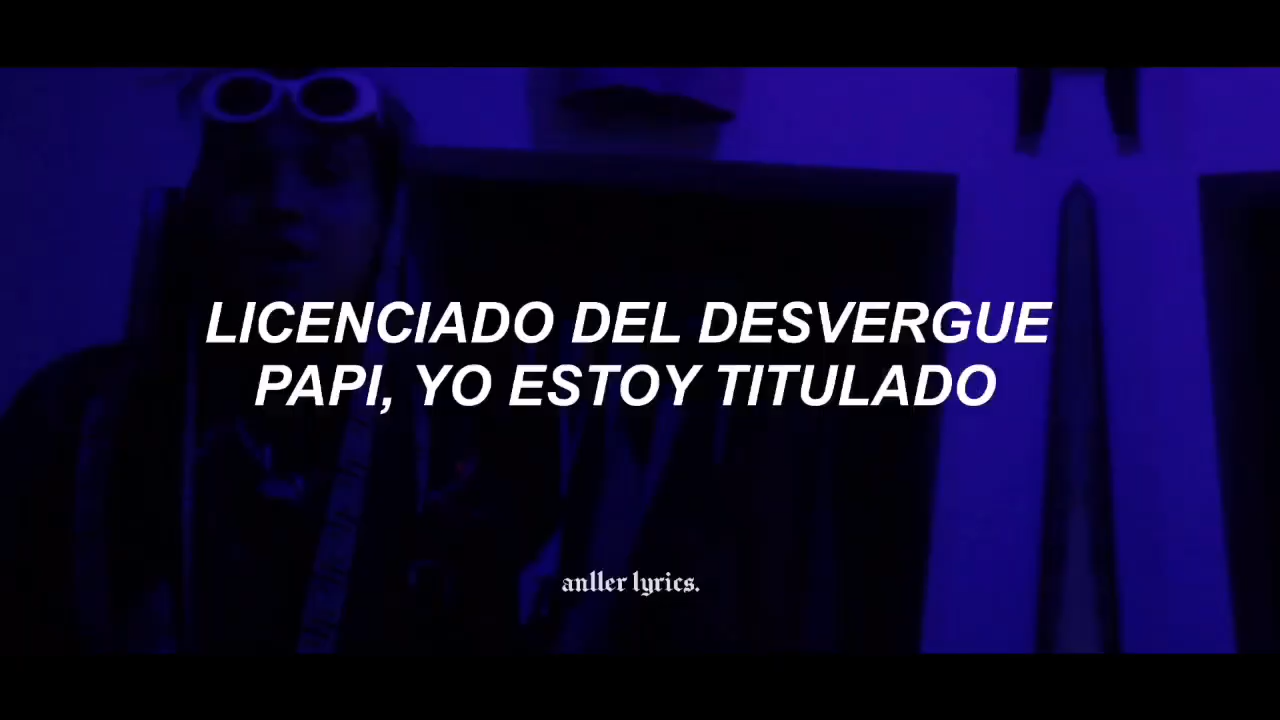 LICENCIADO DEL DESVERGUE
PAPI, YO ESTOY TITULADO
anller lyrics.